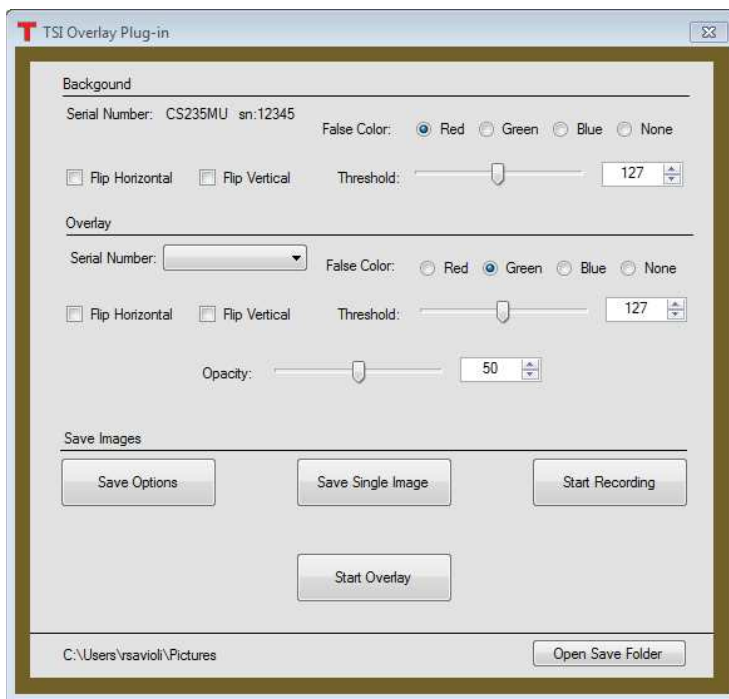 TSI Overlay Plug-in
Backgound
Serial Number: CS235MU sn:12345
False Color: Red Green Blue None
Flip Horizontal Flip Vertical Threshold: 127
Overlay
Serial Number: False Color: Red Green Blue None
Flip Horizontal Flip Vertical Threshold: 127
Opacity: 50
Save Images
Save Options Save Single Image Start Recording
Start Overlay
C:\Users\rsavioli\Pictures Open Save Folder